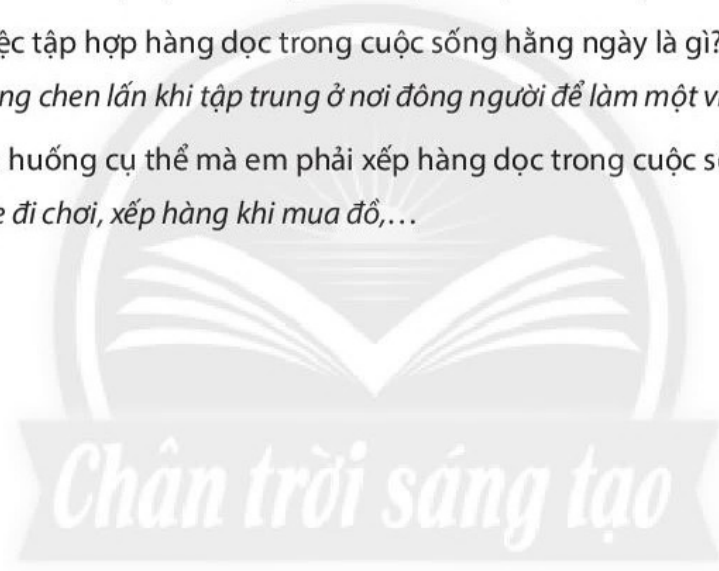 ệc tập hợp hàng dọc trong cuộc sống hằng ngày là gì?
ng chen lấn khi tập trung ở nơi đông người để làm một v
huống cụ thể mà em phải xếp hàng dọc trong cuộc s
e đi chơi, xếp hàng khi mua đồ,…
Chân trời sáng tạo